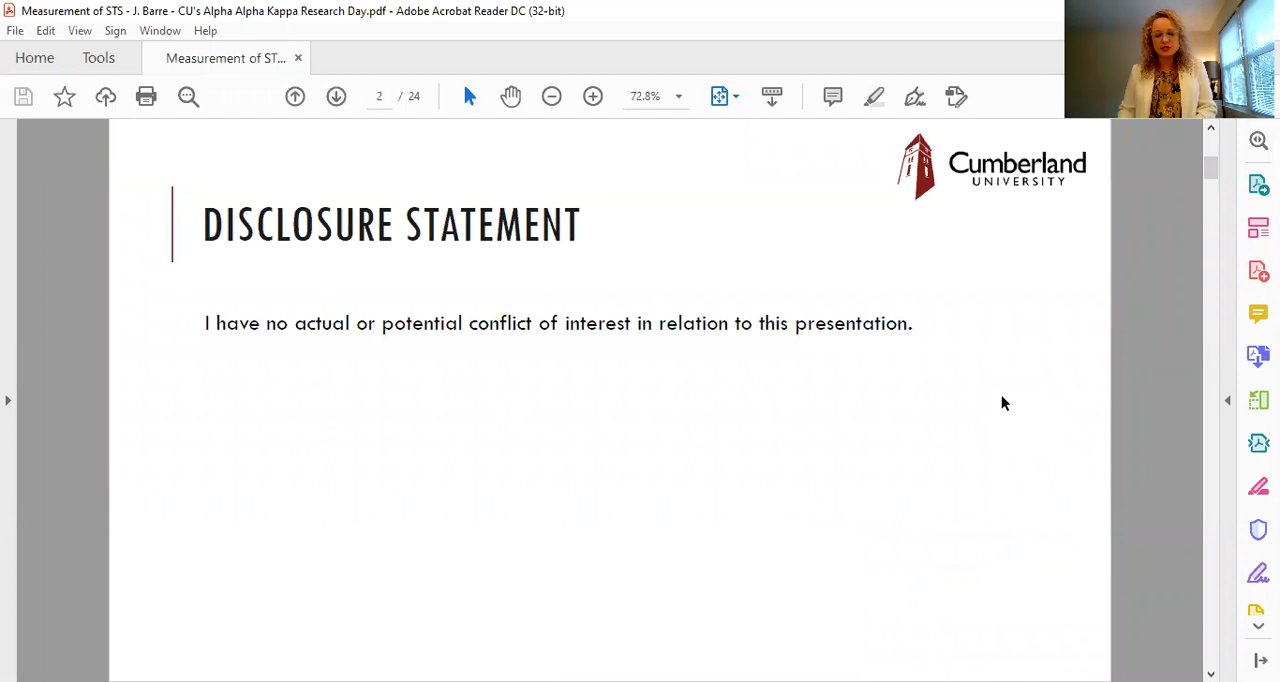 Measurement of STS - J. Barre - CU's Alpha Alpha Kappa Research Day.pdf - Adobe Acrobat Reader DC (32-bit)
File Edit View Sign Window Help
Home Tools Measurement of ST... ×
2 / 24 72.8%
Cumberland
UNIVERSITY
DISCLOSURE STATEMENT
I have no actual or potential conflict of interest in relation to this presentation.